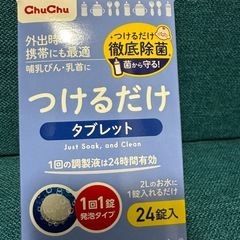 ChuChu
外出時
携帯にも最適
哺乳びん・乳首に
つけるだけ
徹底除菌
菌から守る!
つけるだけ
タブレット
Just Soak, and Clean
1回の調製液は24時間有効
1回1錠
発泡タイプ
2Lのお水に
1錠入れるだけ
24錠入